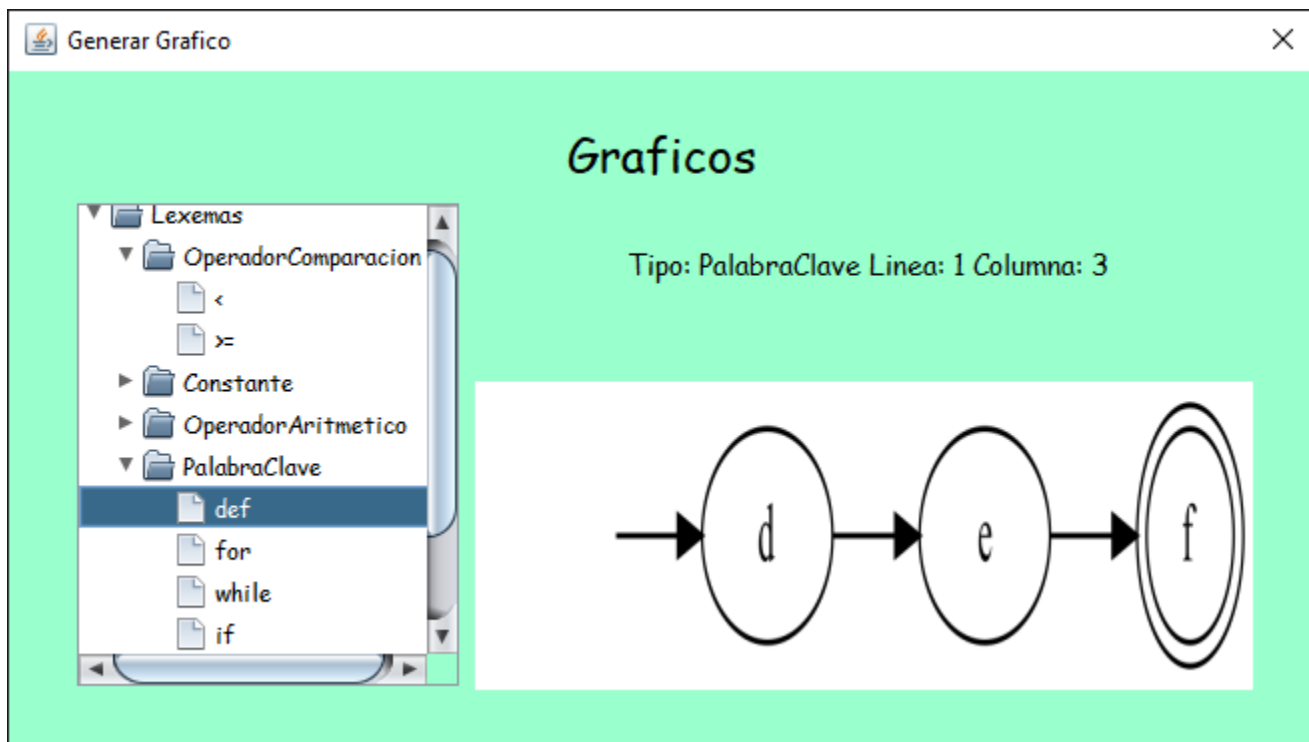 Generar Grafico
Graficos
Lexemas
OperadorComparacion
<
>=
Constante
OperadorAritmetico
PalabraClave
def
for
while
if
Tipo: PalabraClave Linea: 1 Columna: 3
d e f